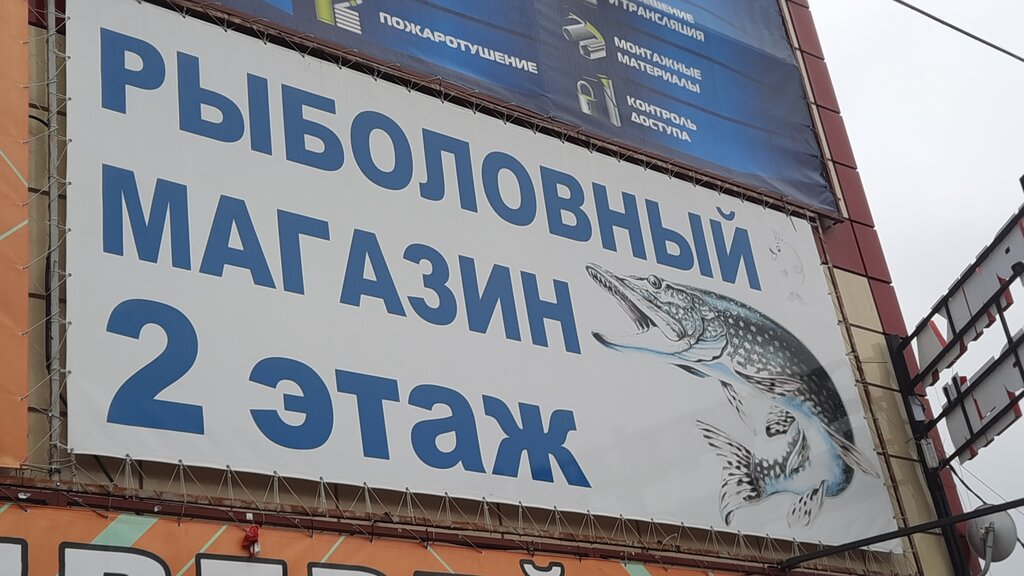 ПОЖАРОТУШЕНИЕ
И ТРАНСЛЯЦИЯ
МОНТАЖНЫЕ
МАТЕРИАЛЫ
КОНТРОЛЬ
ДОСТУПА
РЫБОЛОВНЫЙ
МАГАЗИН
2 этаж